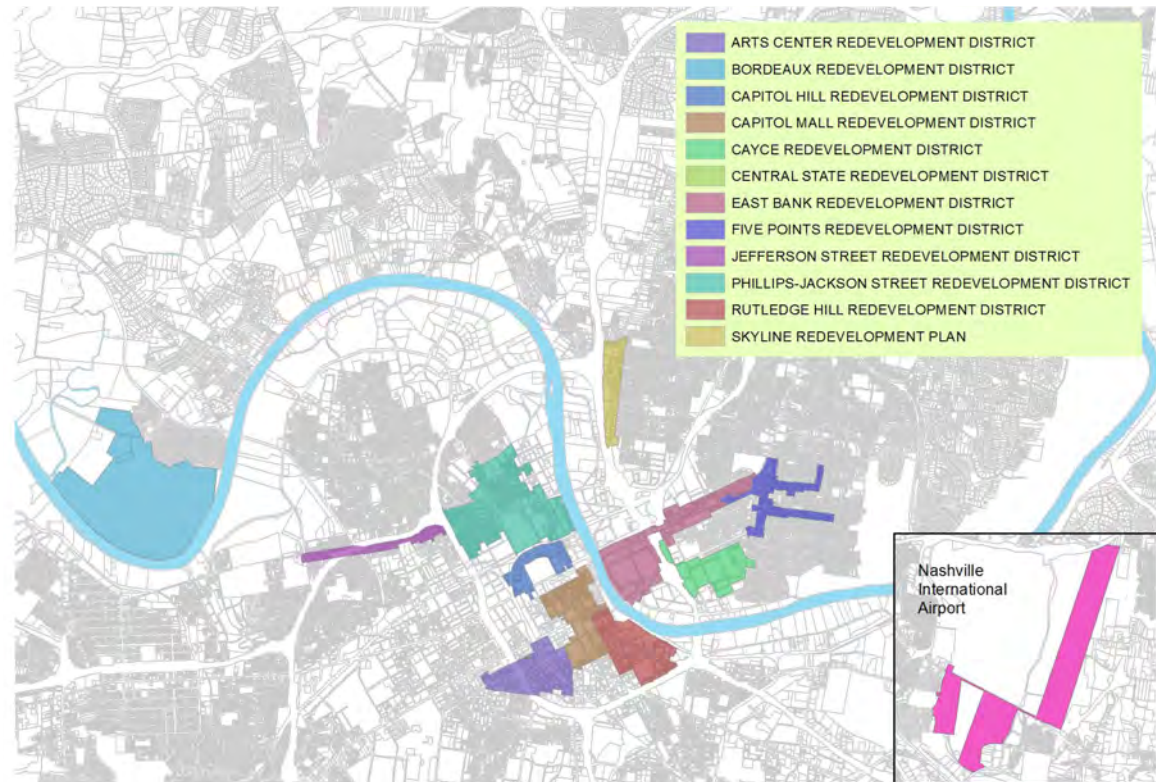 ARTS CENTER REDEVELOPMENT DISTRICT
BORDEAUX REDEVELOPMENT DISTRICT
CAPITOL HILL REDEVELOPMENT DISTRICT
CAPITOL MALL REDEVELOPMENT DISTRICT
CAYCE REDEVELOPMENT DISTRICT
CENTRAL STATE REDEVELOPMENT DISTRICT
EAST BANK REDEVELOPMENT DISTRICT
FIVE POINTS REDEVELOPMENT DISTRICT
JEFFERSON STREET REDEVELOPMENT DISTRICT
PHILLIPS-JACKSON STREET REDEVELOPMENT DISTRICT
RUTLEDGE HILL REDEVELOPMENT DISTRICT
SKYLINE REDEVELOPMENT PLAN
Nashville
International
Airport